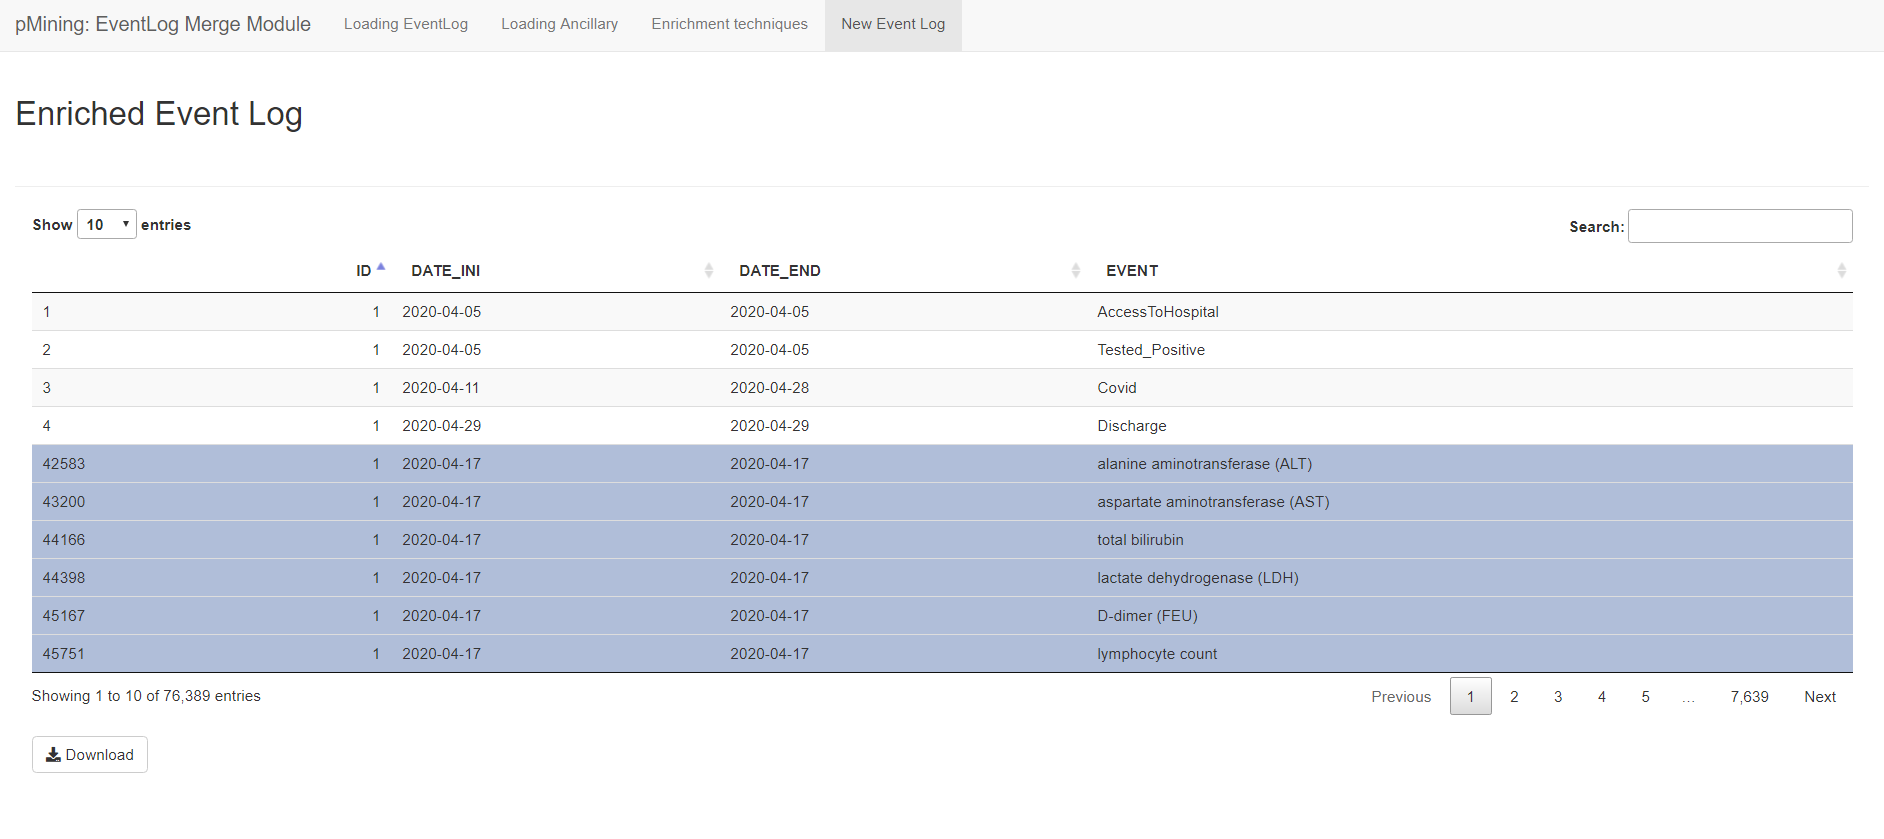 pMining: EventLog Merge Module Loading EventLog Loading Ancillary Enrichment techniques New Event Log
Enriched Event Log
Show 10 entries Search:
ID DATE_INI DATE_END EVENT
1 1 2020-04-05 2020-04-05 AccessToHospital
2 1 2020-04-05 2020-04-05 Tested_Positive
3 1 2020-04-11 2020-04-28 Covid
4 1 2020-04-29 2020-04-29 Discharge
42583 1 2020-04-17 2020-04-17 alanine aminotransferase (ALT)
43200 1 2020-04-17 2020-04-17 aspartate aminotransferase (AST)
44166 1 2020-04-17 2020-04-17 total bilirubin
44398 1 2020-04-17 2020-04-17 lactate dehydrogenase (LDH)
45167 1 2020-04-17 2020-04-17 D-dimer (FEU)
45751 1 2020-04-17 2020-04-17 lymphocyte count
Showing 1 to 10 of 76,389 entries Previous 1 2 3 4 5 … 7,639 Next
Download